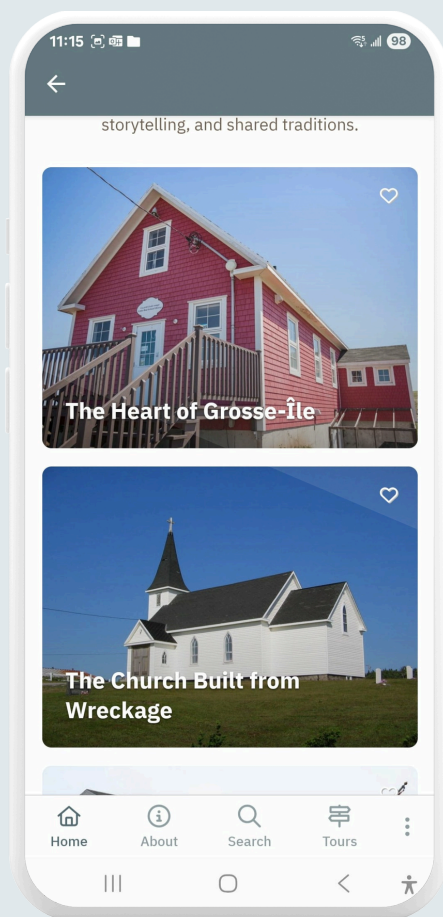 11:15
98
storytelling, and shared traditions.
The Heart of Grosse-Île
The Church Built from
Wreckage
Home
About
Search
Tours